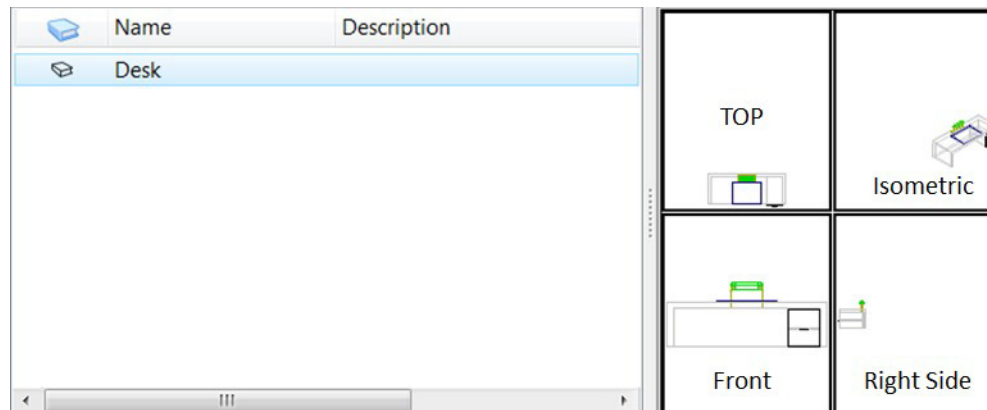 Name Description
Desk
TOP
Isometric
Front
Right Side